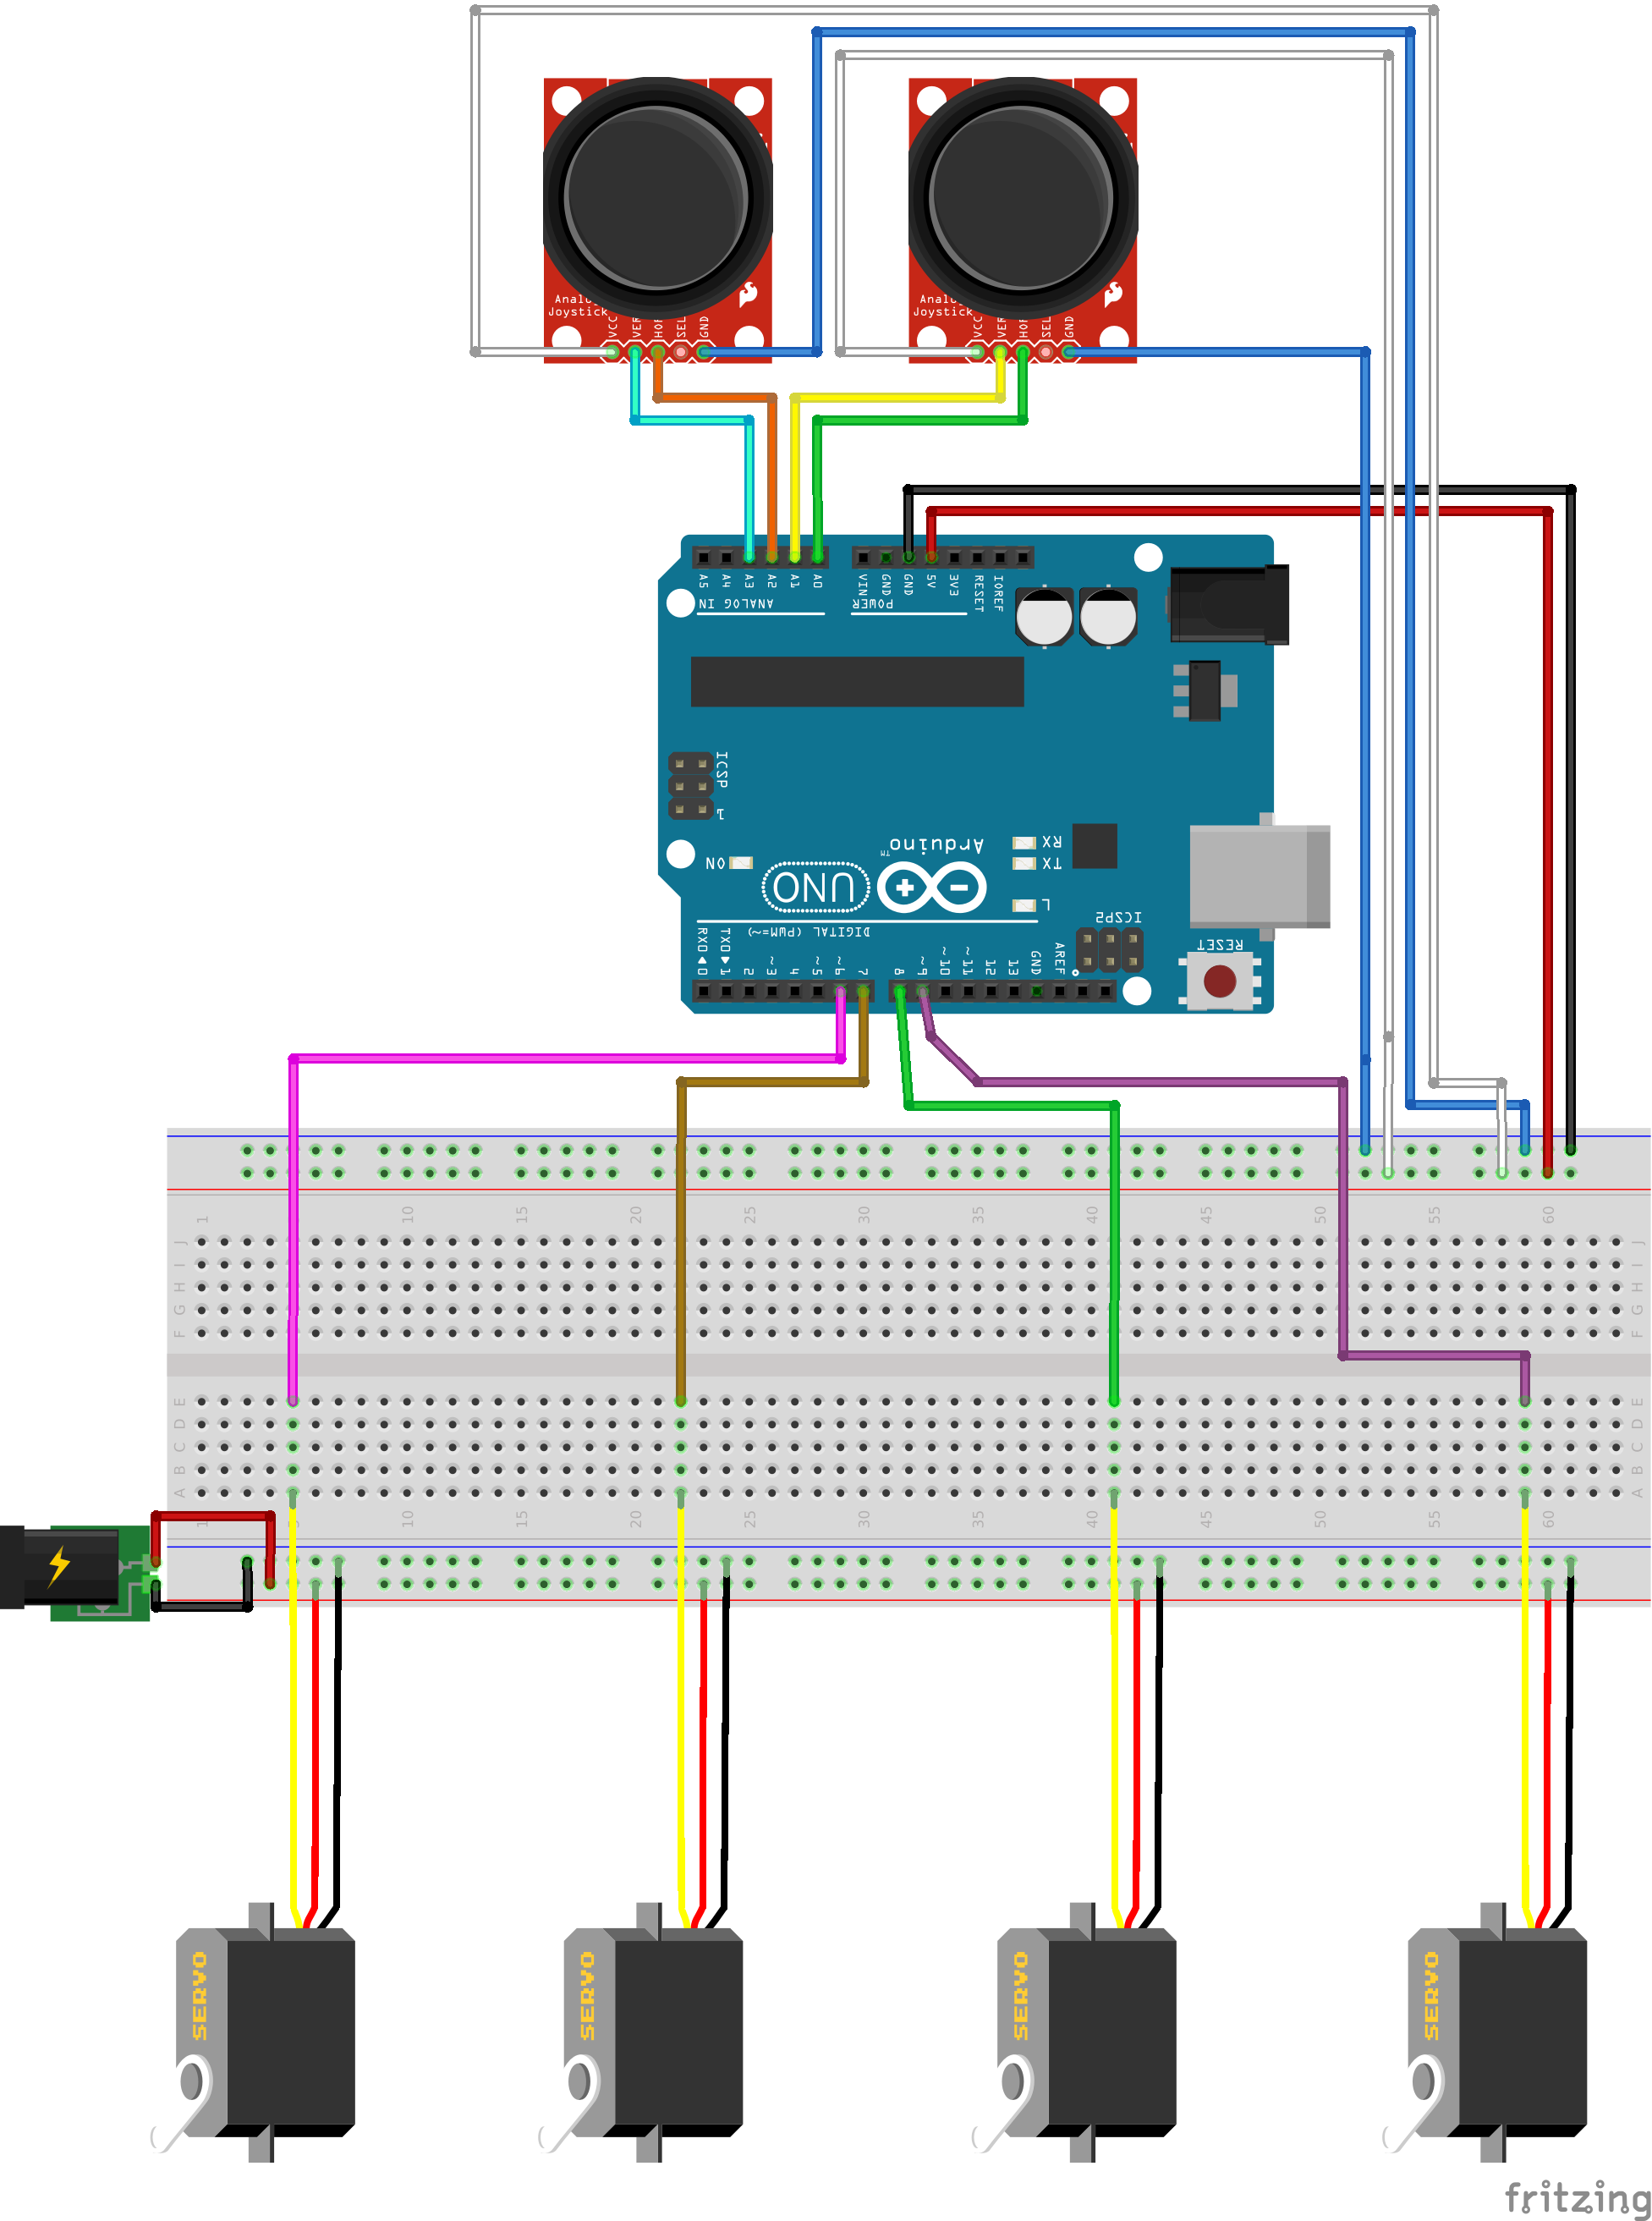 Analog
Joystick
VCC
VER
HOR
SEL
GND
Analog
Joystick
VCC
VER
HOR
SEL
GND
A5 A4 A3 A2 A1 A0
VIN GND GND 5V 3V3 RESET IOREF
ANALOG IN
POWER
ICSP
1
ON
UNO
Arduino
TM
RX
TX
L
ICSP2
DIGITAL (PWM=~)
RESET
RX0◀0 TX0▶1 2 ~3 4 ~5 ~6 7 8 ~9 ~10 ~11 12 13 GND AREF
1 10 15 20 25 30 35 40 45 50 55 60
J J
I I
H H
G G
F F
E E
D D
C C
B B
A A
1 5 10 15 20 25 30 35 40 45 50 55 60
SERVO SERVO SERVO SERVO
fritzing